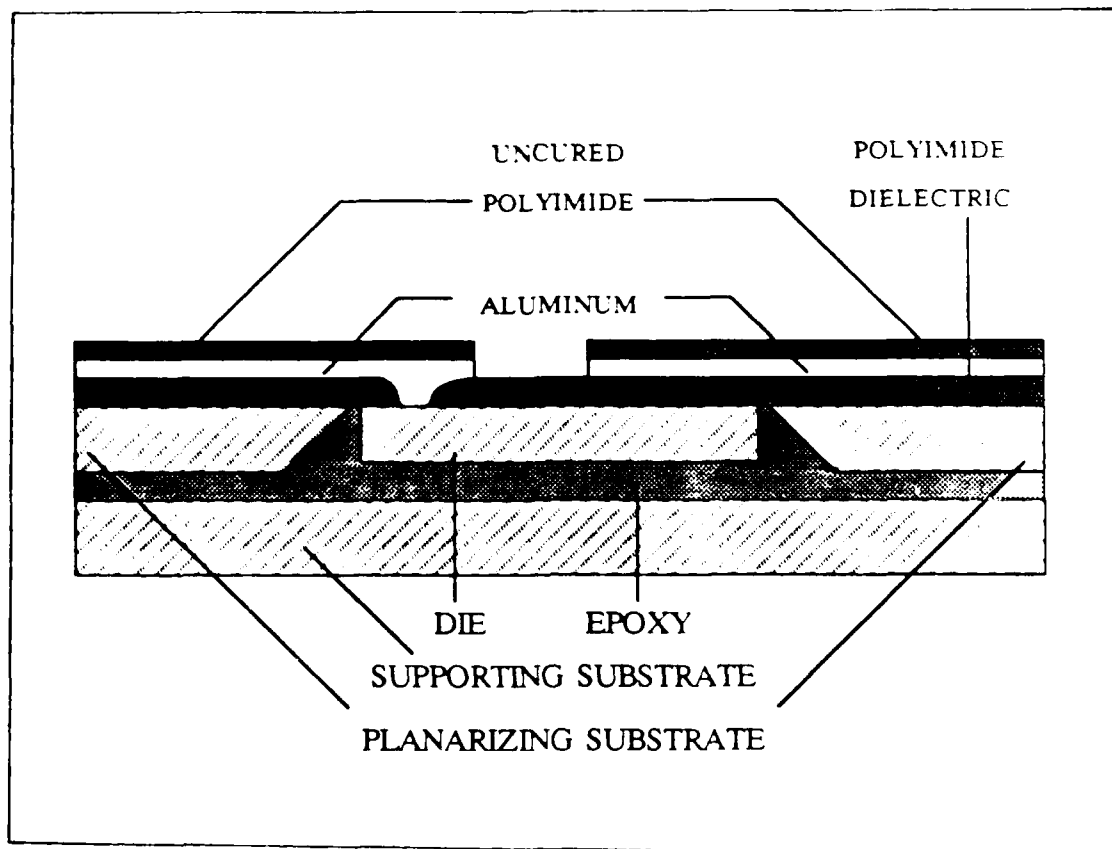 UNCURED
POLYIMIDE
POLYIMIDE
DIELECTRIC
ALUMINUM
DIE
EPOXY
SUPPORTING SUBSTRATE
PLANARIZING SUBSTRATE